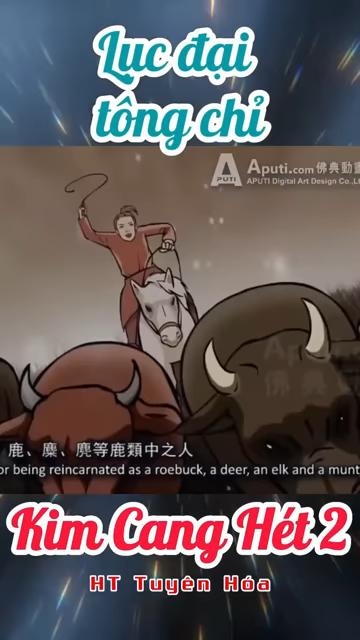 Lục đại
tông chỉ
Aputi.com 佛典動畫
APUTI Digital Art Design Co.,Lt
APUTI
鹿、麋、麂等鹿類中之人
or being reincarnated as a roebuck, a deer, an elk and a munt
Kim Cang Hét 2
HT Tuyên Hóa